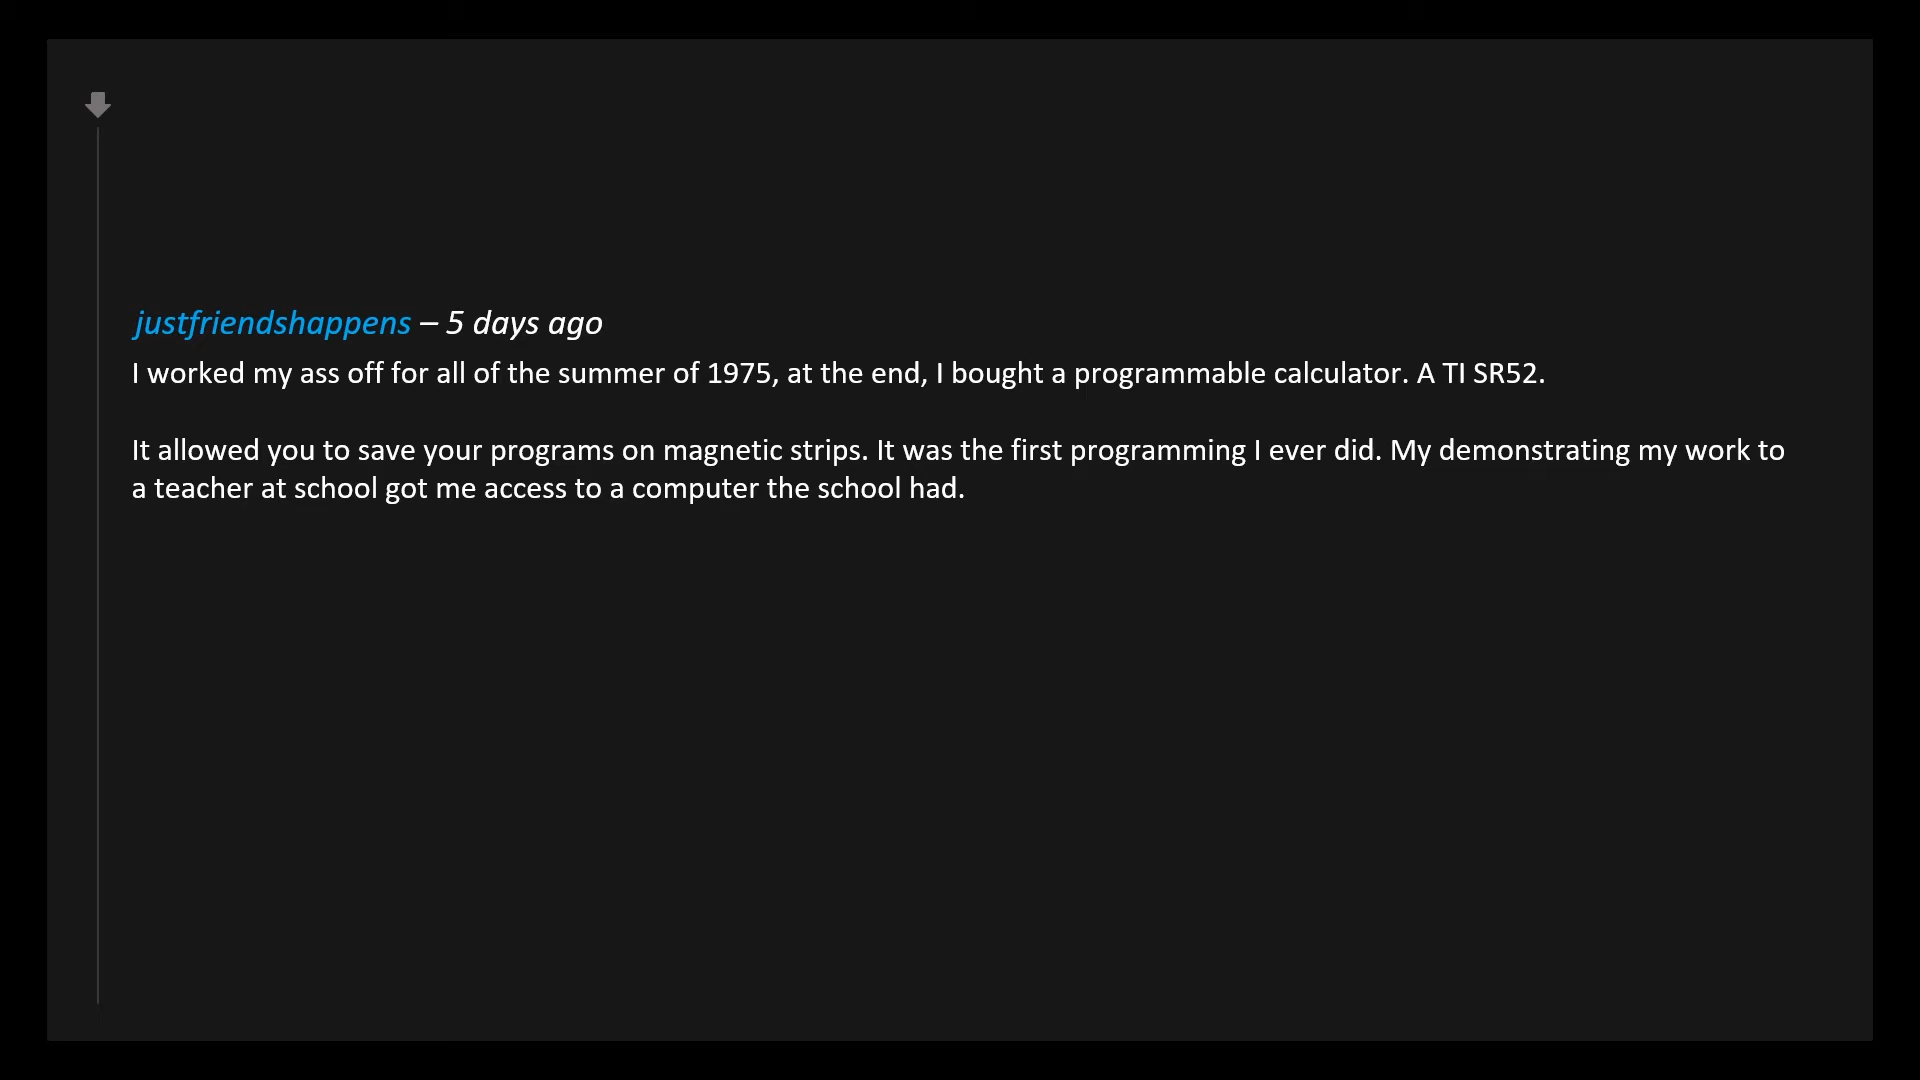 justfriendshappens – 5 days ago
I worked my ass off for all of the summer of 1975, at the end, I bought a programmable calculator. A TI SR52.
It allowed you to save your programs on magnetic strips. It was the first programming I ever did. My demonstrating my work to
a teacher at school got me access to a computer the school had.